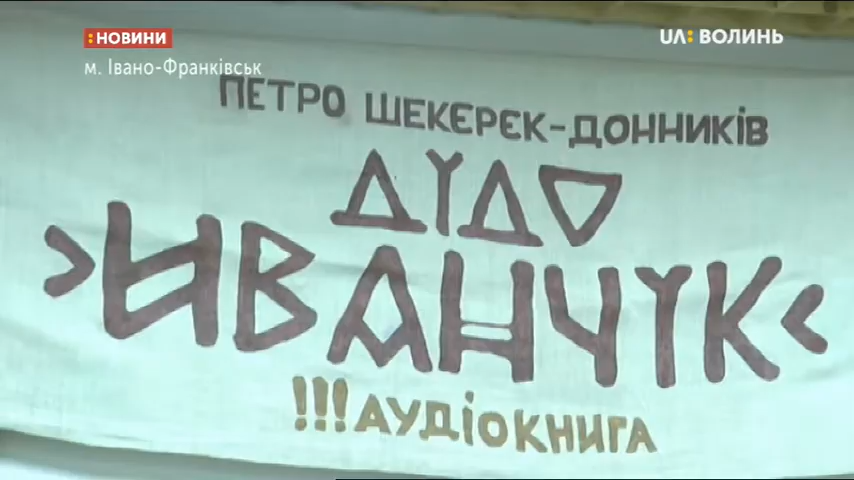 :НОВИНИ
UA: ВОЛИНЬ
м. Івано-Франківськ
ПЕТРО ШЕКЕРЕК-ДОННИКІВ
ДІДО
›ИВАНЧІК‹
!!!АУДІОКНИГА